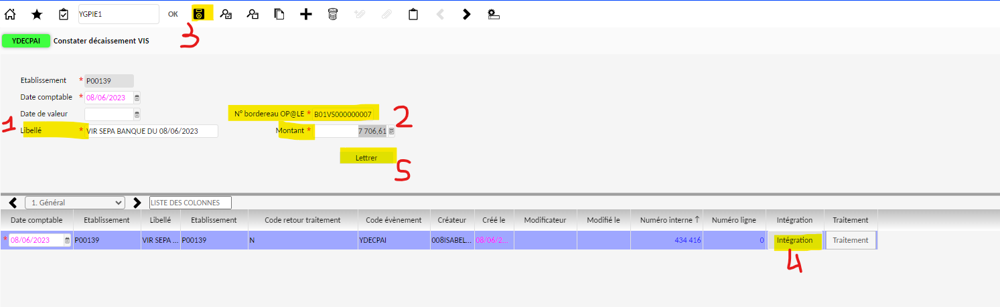 YGPIE1 OK
3
YDECPAI Constater décaissement VIS
Etablissement * P00139
Date comptable * 08/06/2023
Date de valeur N° bordereau OP@LE * B01VS000000007 2
1 Libellé * VIR SEPA BANQUE DU 08/06/2023 Montant * 7 706,61
Lettrer
5
1. Général LISTE DES COLONNES
Date comptable Etablissement Libellé Etablissement Code retour traitement Code évènement Créateur Créé le Modificateur Modifié le Numéro interne ↑ Numéro ligne Intégration Traitement
* 08/06/2023 P00139 VIR SEPA ... P00139 N YDECPAI 008ISABEL... 08/06/2... 434 416 0 Intégration Traitement
4